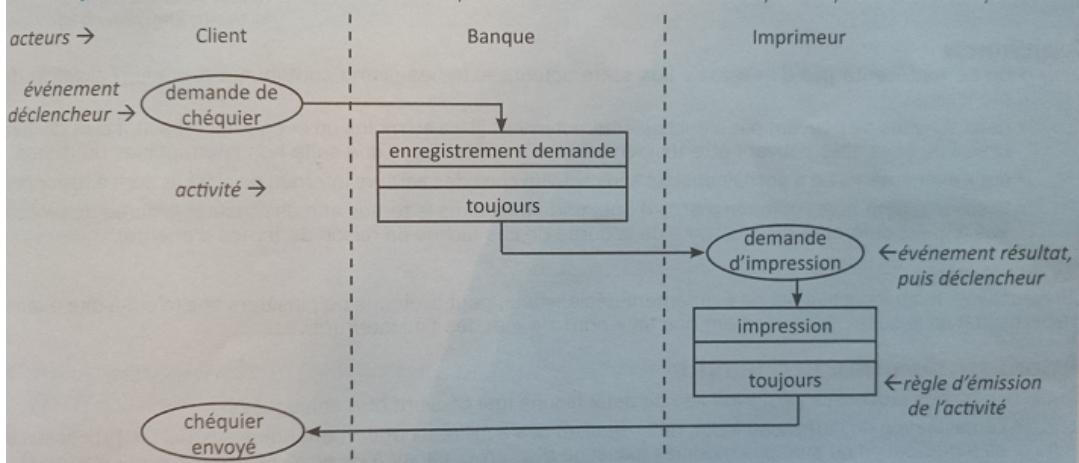 acteurs → Client Banque Imprimeur
événement
déclencheur →
demande de
chéquier
enregistrement demande
activité →
toujours
demande
d'impression
←événement résultat,
puis déclencheur
impression
toujours
←règle d'émission
de l'activité
chéquier
envoyé